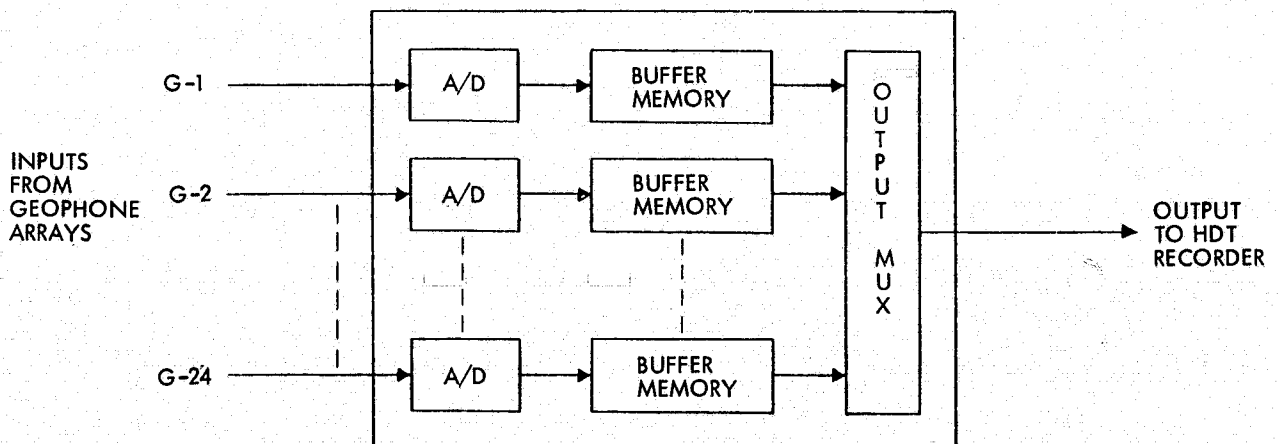 G-1
A/D
BUFFER
MEMORY
OUTPUT MUX
INPUTS
FROM
GEOPHONE
ARRAYS
G-2
A/D
BUFFER
MEMORY
OUTPUT
TO HDT
RECORDER
G-24
A/D
BUFFER
MEMORY